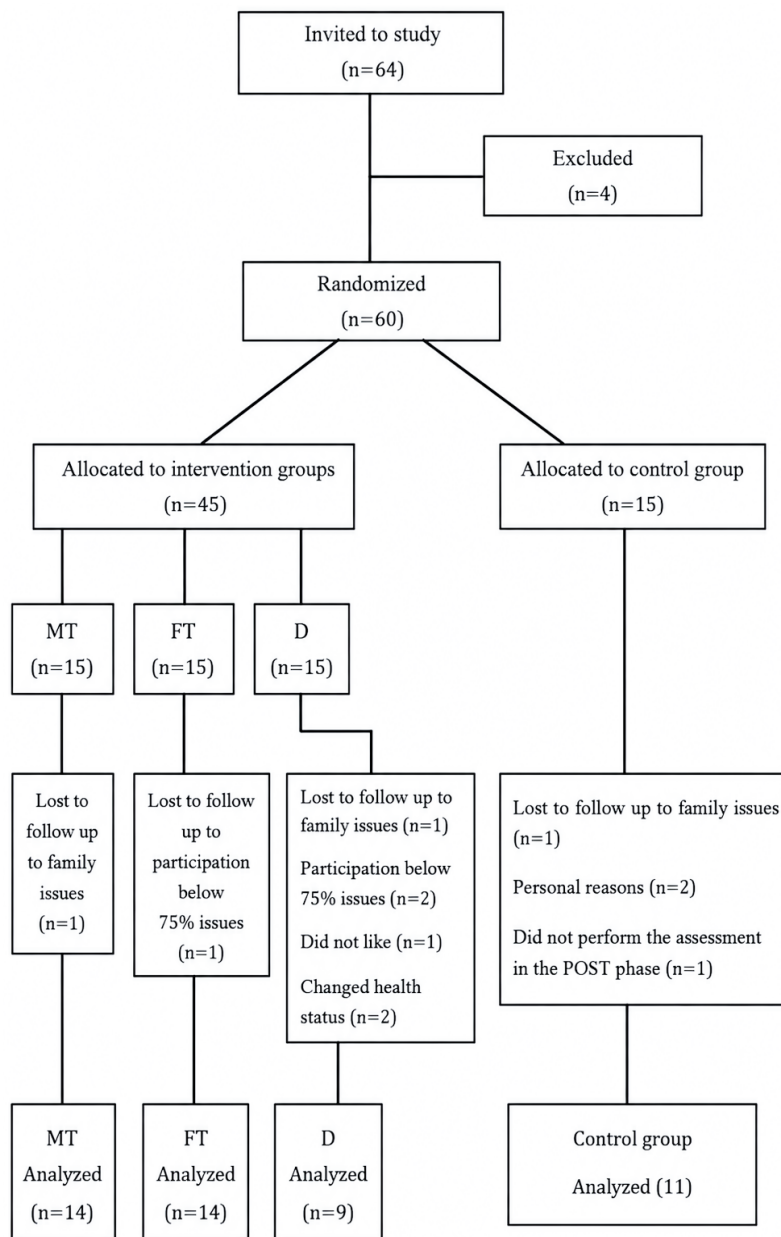 Invited to study
(n=64)
Excluded
(n=4)
Randomized
(n=60)
Allocated to intervention groups
(n=45)
Allocated to control group
(n=15)
MT
(n=15)
FT
(n=15)
D
(n=15)
Lost to
follow up
to family
issues
(n=1)
Lost to follow
up to
participation
below
75% issues
(n=1)
Lost to follow up to
family issues (n=1)
Participation below
75% issues (n=2)
Did not like (n=1)
Changed health
status (n=2)
Lost to follow up to family issues
(n=1)
Personal reasons (n=2)
Did not perform the assessment
in the POST phase (n=1)
MT
Analyzed
(n=14)
FT
Analyzed
(n=14)
D
Analyzed
(n=9)
Control group
Analyzed (11)